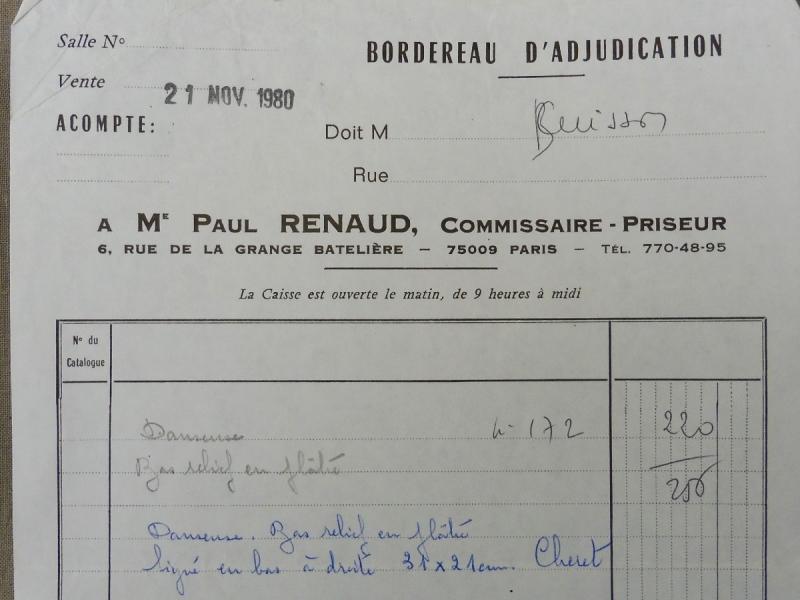 Salle N°
BORDEREAU D'ADJUDICATION
Vente 21 NOV. 1980
ACOMPTE:
Doit M Buisson
Rue
A Mᴱ PAUL RENAUD, COMMISSAIRE-PRISEUR
6, RUE DE LA GRANGE BATELIÈRE — 75009 PARIS — TÉL. 770-48-95
La Caisse est ouverte le matin, de 9 heures à midi
N° du
Catalogue
Danseuse 172 220
Bas relief en plâtre
256
Danseuse. Bas relief en plâtre
signé en bas à droite 31 x 21cm. Cheret